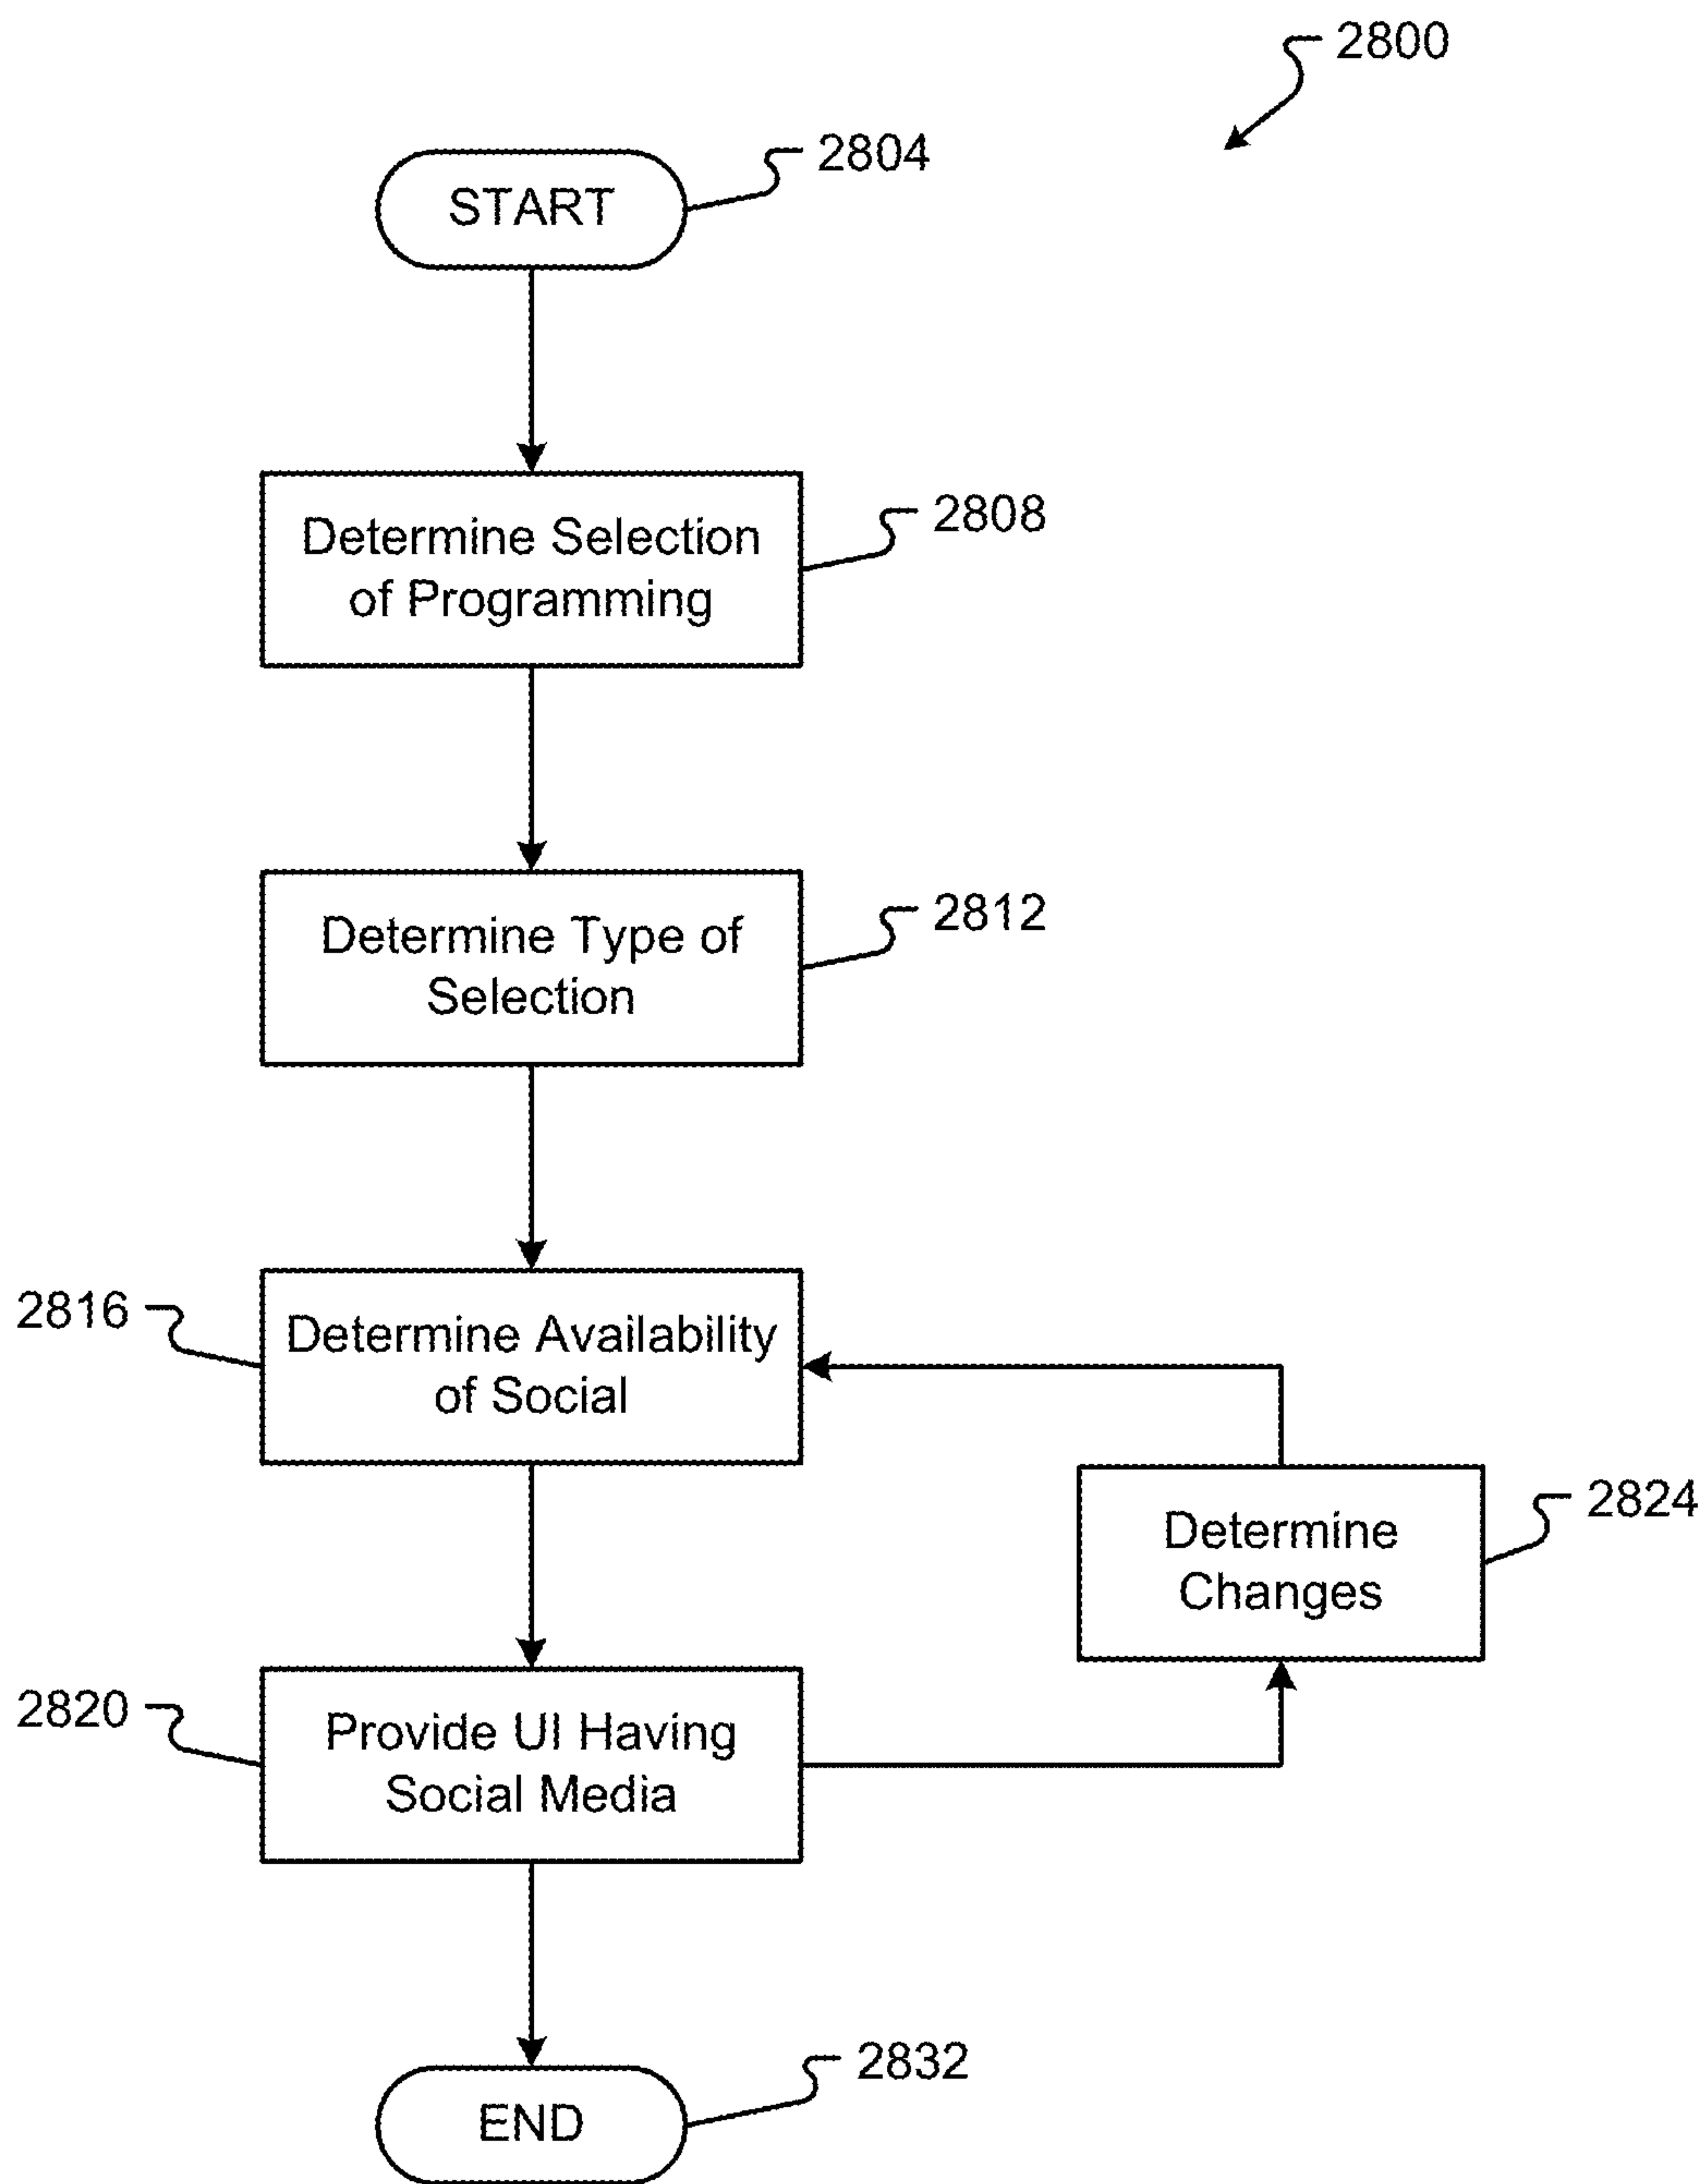 2800
2804
START
2808
Determine Selection
of Programming
2812
Determine Type of
Selection
2816
Determine Availability
of Social
2824
Determine
Changes
2820
Provide UI Having
Social Media
2832
END